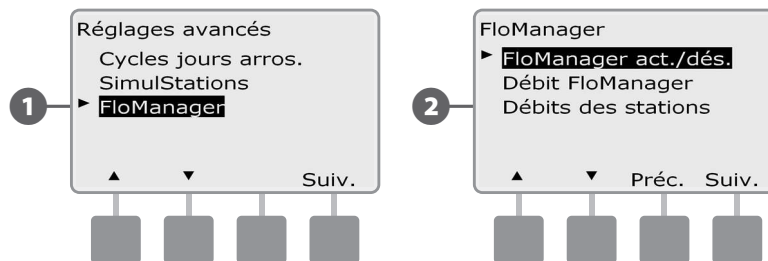 1
Réglages avancés
Cycles jours arros.
SimulStations
► FloManager
▲ ▼ Suiv.
2
FloManager
► FloManager act./dés.
Débit FloManager
Débits des stations
▲ ▼ Préc. Suiv.